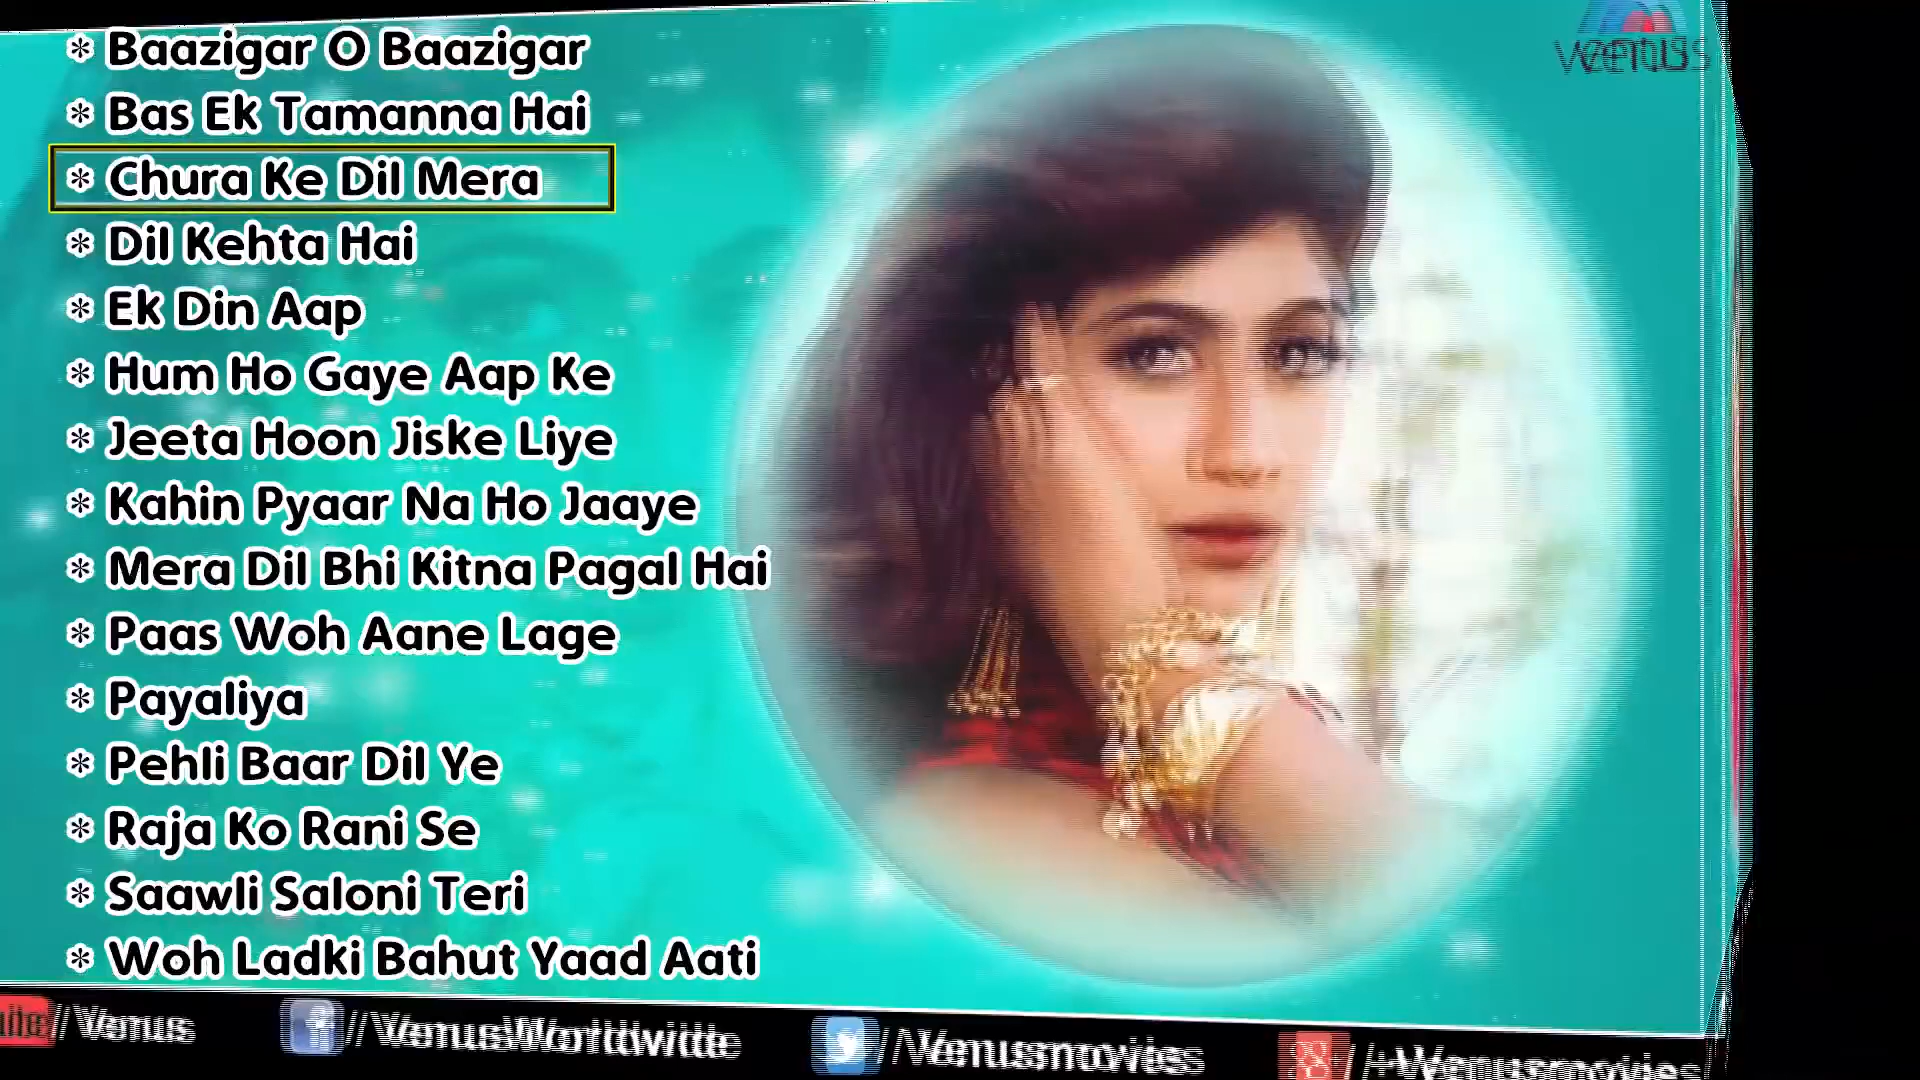 VENUS
* Baazigar O Baazigar
* Bas Ek Tamanna Hai
* Chura Ke Dil Mera
* Dil Kehta Hai
* Ek Din Aap
* Hum Ho Gaye Aap Ke
* Jeeta Hoon Jiske Liye
* Kahin Pyaar Na Ho Jaaye
* Mera Dil Bhi Kitna Pagal Hai
* Paas Woh Aane Lage
* Payaliya
* Pehli Baar Dil Ye
* Raja Ko Rani Se
* Saawli Saloni Teri
* Woh Ladki Bahut Yaad Aati
//Venus f//VenusWorldwide //Venusmovies //+Venusmovies